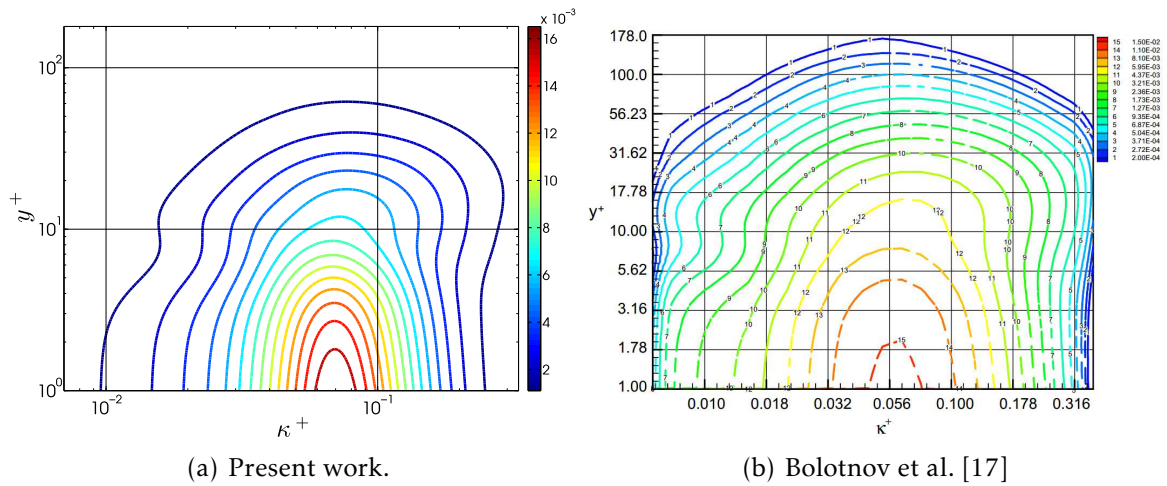 x 10⁻³
16
14
12
10
8
6
4
2
10²
10¹
10⁰
y⁺
10⁻²
10⁻¹
κ⁺
(a) Present work.
178.0
100.0
56.23
31.62
17.78
10.00
5.62
3.16
1.78
1.00
y⁺
0.010 0.018 0.032 0.056 0.100 0.178 0.316
κ⁺
15 1.50E-02
14 1.10E-02
13 8.10E-03
12 5.95E-03
11 4.37E-03
10 3.21E-03
9 2.36E-03
8 1.73E-03
7 1.27E-03
6 9.35E-04
5 6.87E-04
4 5.04E-04
3 3.71E-04
2 2.72E-04
1 2.00E-04
(b) Bolotnov et al. [17]